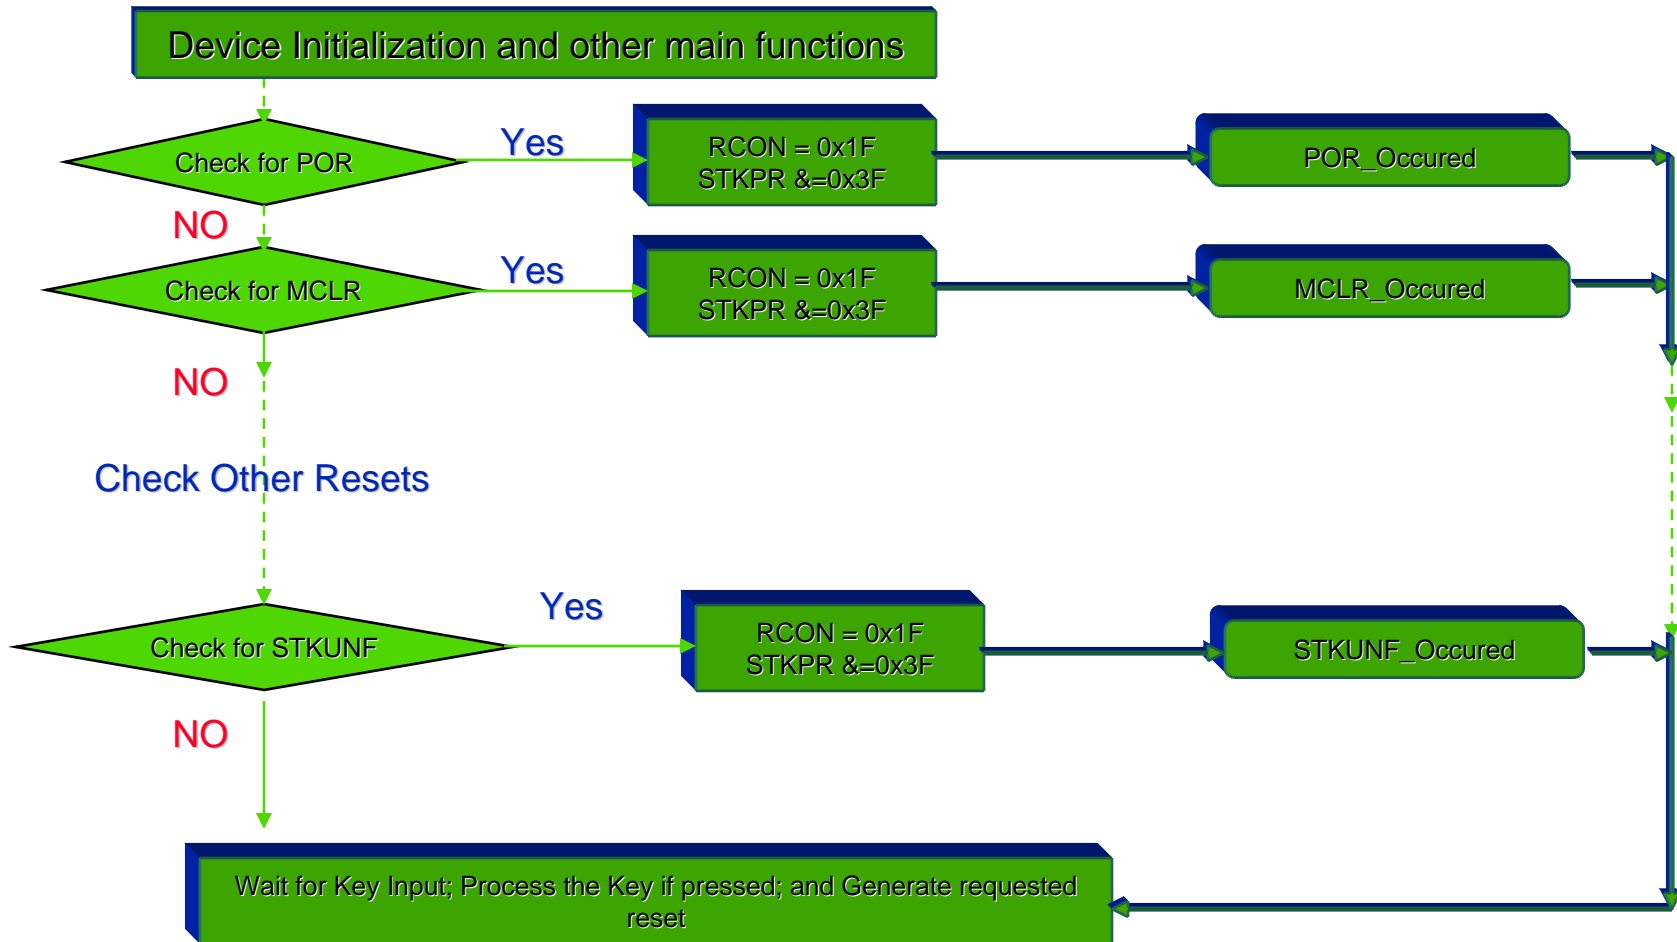 Device Initialization and other main functions
Check for POR
Yes
RCON = 0x1F
STKPR &=0x3F
POR_Occured
NO
Check for MCLR
Yes
RCON = 0x1F
STKPR &=0x3F
MCLR_Occured
NO
Check Other Resets
Check for STKUNF
Yes
RCON = 0x1F
STKPR &=0x3F
STKUNF_Occured
NO
Wait for Key Input; Process the Key if pressed; and Generate requested
reset